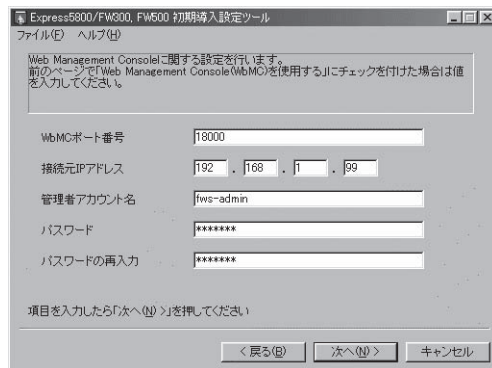 Express5800/FW300, FW500 初期導入設定ツール
ファイル(F) ヘルプ(H)
Web Management Consoleに関する設定を行います。
前のページで「Web Management Console(WbMC)を使用する」にチェックを付けた場合は値
を入力してください。
WbMCポート番号 18000
接続元IPアドレス 192 . 168 . 1 . 99
管理者アカウント名 fws-admin
パスワード *******
パスワードの再入力 *******
項目を入力したら「次へ(N) >」を押してください
< 戻る(B) 次へ(N) > キャンセル